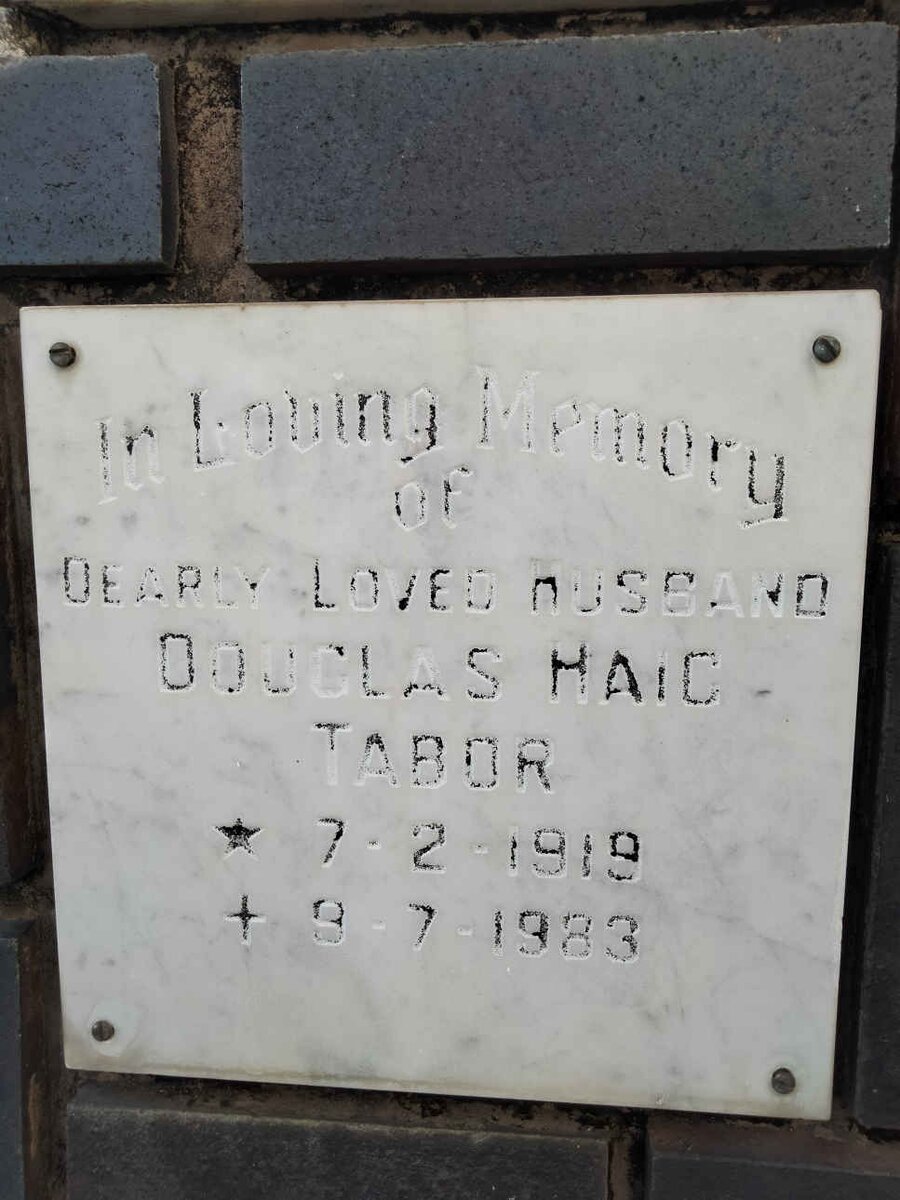 In Loving Memory
of
DEARLY LOVED HUSBAND
DOUGLAS HAIG
TABOR
★ 7-2-1919
✝ 9-7-1983